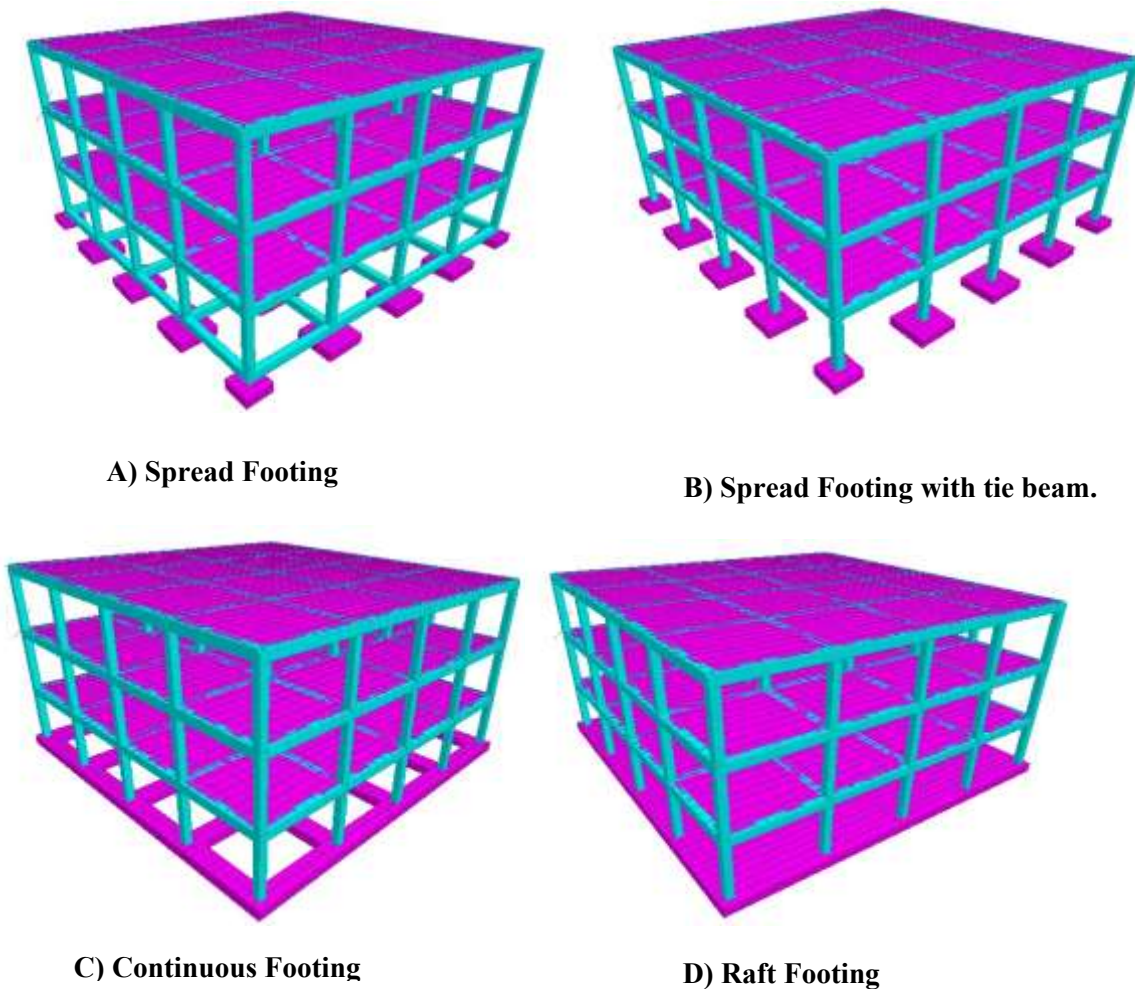 A) Spread Footing
B) Spread Footing with tie beam.
C) Continuous Footing
D) Raft Footing